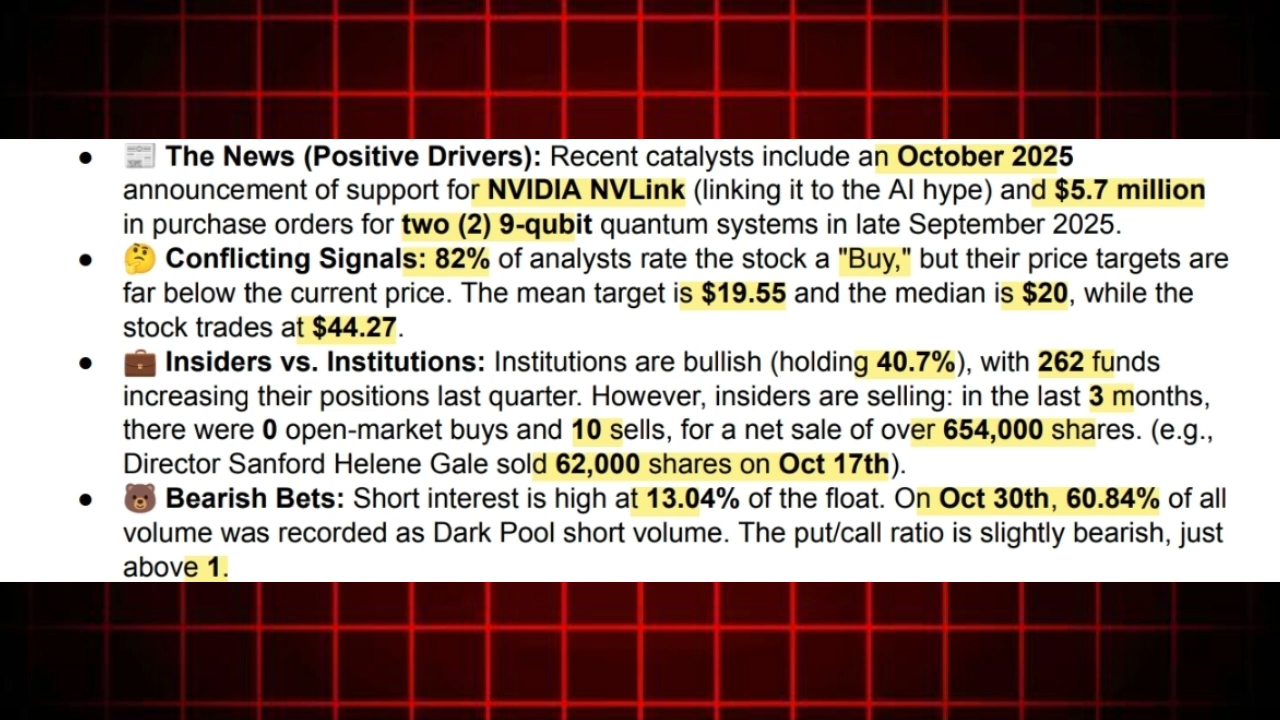 ● 📰 The News (Positive Drivers): Recent catalysts include an October 2025
announcement of support for NVIDIA NVLink (linking it to the AI hype) and $5.7 million
in purchase orders for two (2) 9-qubit quantum systems in late September 2025.
● 🤔 Conflicting Signals: 82% of analysts rate the stock a "Buy," but their price targets are
far below the current price. The mean target is $19.55 and the median is $20, while the
stock trades at $44.27.
● 💼 Insiders vs. Institutions: Institutions are bullish (holding 40.7%), with 262 funds
increasing their positions last quarter. However, insiders are selling: in the last 3 months,
there were 0 open-market buys and 10 sells, for a net sale of over 654,000 shares. (e.g.,
Director Sanford Helene Gale sold 62,000 shares on Oct 17th).
● 🐻 Bearish Bets: Short interest is high at 13.04% of the float. On Oct 30th, 60.84% of all
volume was recorded as Dark Pool short volume. The put/call ratio is slightly bearish, just
above 1.